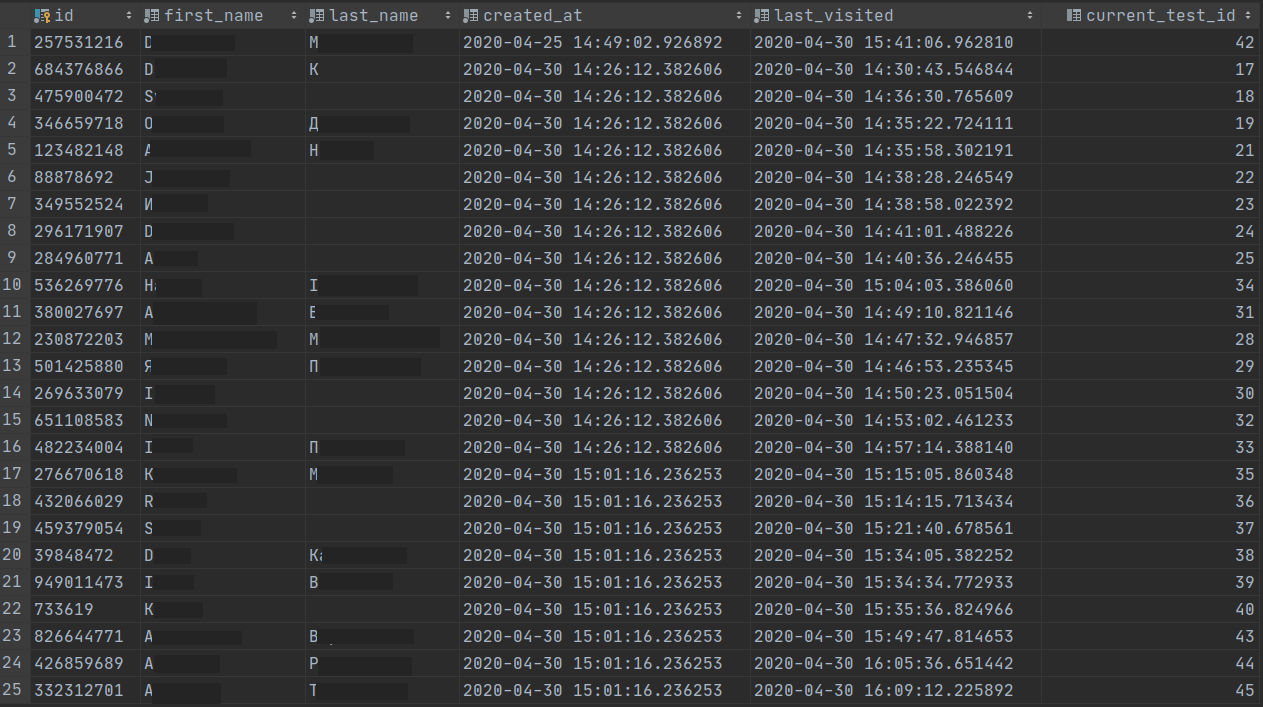 id first_name last_name created_at last_visited current_test_id
1 257531216 D M 2020-04-25 14:49:02.926892 2020-04-30 15:41:06.962810 42
2 684376866 D K 2020-04-30 14:26:12.382606 2020-04-30 14:30:43.546844 17
3 475900472 S 2020-04-30 14:26:12.382606 2020-04-30 14:36:30.765609 18
4 346659718 O Д 2020-04-30 14:26:12.382606 2020-04-30 14:35:22.724111 19
5 123482148 A Н 2020-04-30 14:26:12.382606 2020-04-30 14:35:58.302191 21
6 88878692 J 2020-04-30 14:26:12.382606 2020-04-30 14:38:28.246549 22
7 349552524 И 2020-04-30 14:26:12.382606 2020-04-30 14:38:58.022392 23
8 296171907 D 2020-04-30 14:26:12.382606 2020-04-30 14:41:01.488226 24
9 284960771 A 2020-04-30 14:26:12.382606 2020-04-30 14:40:36.246455 25
10 536269776 На I 2020-04-30 14:26:12.382606 2020-04-30 15:04:03.386060 34
11 380027697 A 2020-04-30 14:26:12.382606 2020-04-30 14:49:10.821146 31
12 230872203 M M 2020-04-30 14:26:12.382606 2020-04-30 14:47:32.946857 28
13 501425880 Я П 2020-04-30 14:26:12.382606 2020-04-30 14:46:53.235345 29
14 269633079 I 2020-04-30 14:26:12.382606 2020-04-30 14:50:23.051504 30
15 651108583 N 2020-04-30 14:26:12.382606 2020-04-30 14:53:02.461233 32
16 482234004 I П 2020-04-30 14:26:12.382606 2020-04-30 14:57:14.388140 33
17 276670618 K M 2020-04-30 15:01:16.236253 2020-04-30 15:15:05.860348 35
18 432066029 R 2020-04-30 15:01:16.236253 2020-04-30 15:14:15.713434 36
19 459379054 S 2020-04-30 15:01:16.236253 2020-04-30 15:21:40.678561 37
20 39848472 D Ka 2020-04-30 15:01:16.236253 2020-04-30 15:34:05.382252 38
21 949011473 I B 2020-04-30 15:01:16.236253 2020-04-30 15:34:34.772933 39
22 733619 K 2020-04-30 15:01:16.236253 2020-04-30 15:35:36.824966 40
23 826644771 A B 2020-04-30 15:01:16.236253 2020-04-30 15:49:47.814653 43
24 426859689 A P 2020-04-30 15:01:16.236253 2020-04-30 16:05:36.651442 44
25 332312701 A T 2020-04-30 15:01:16.236253 2020-04-30 16:09:12.225892 45